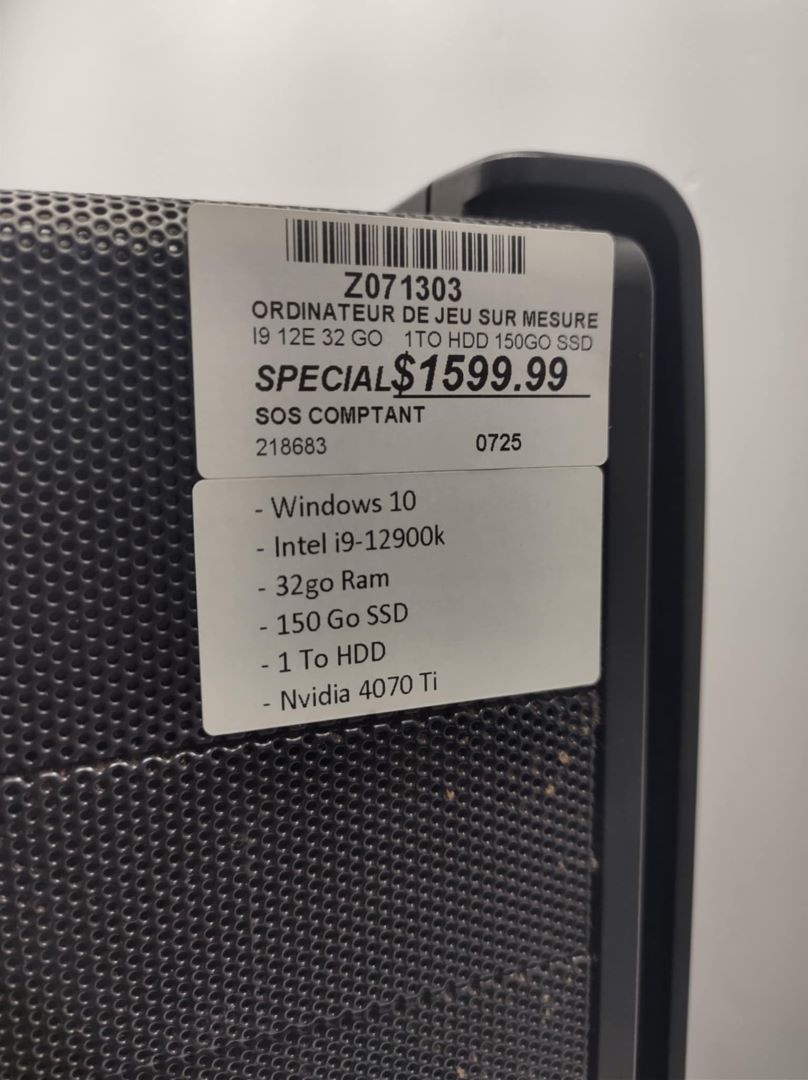 Z071303
ORDINATEUR DE JEU SUR MESURE
I9 12E 32 GO 1TO HDD 150GO SSD
SPECIAL $1599.99
SOS COMPTANT
218683 0725
- Windows 10
- Intel i9-12900k
- 32go Ram
- 150 Go SSD
- 1 To HDD
- Nvidia 4070 Ti